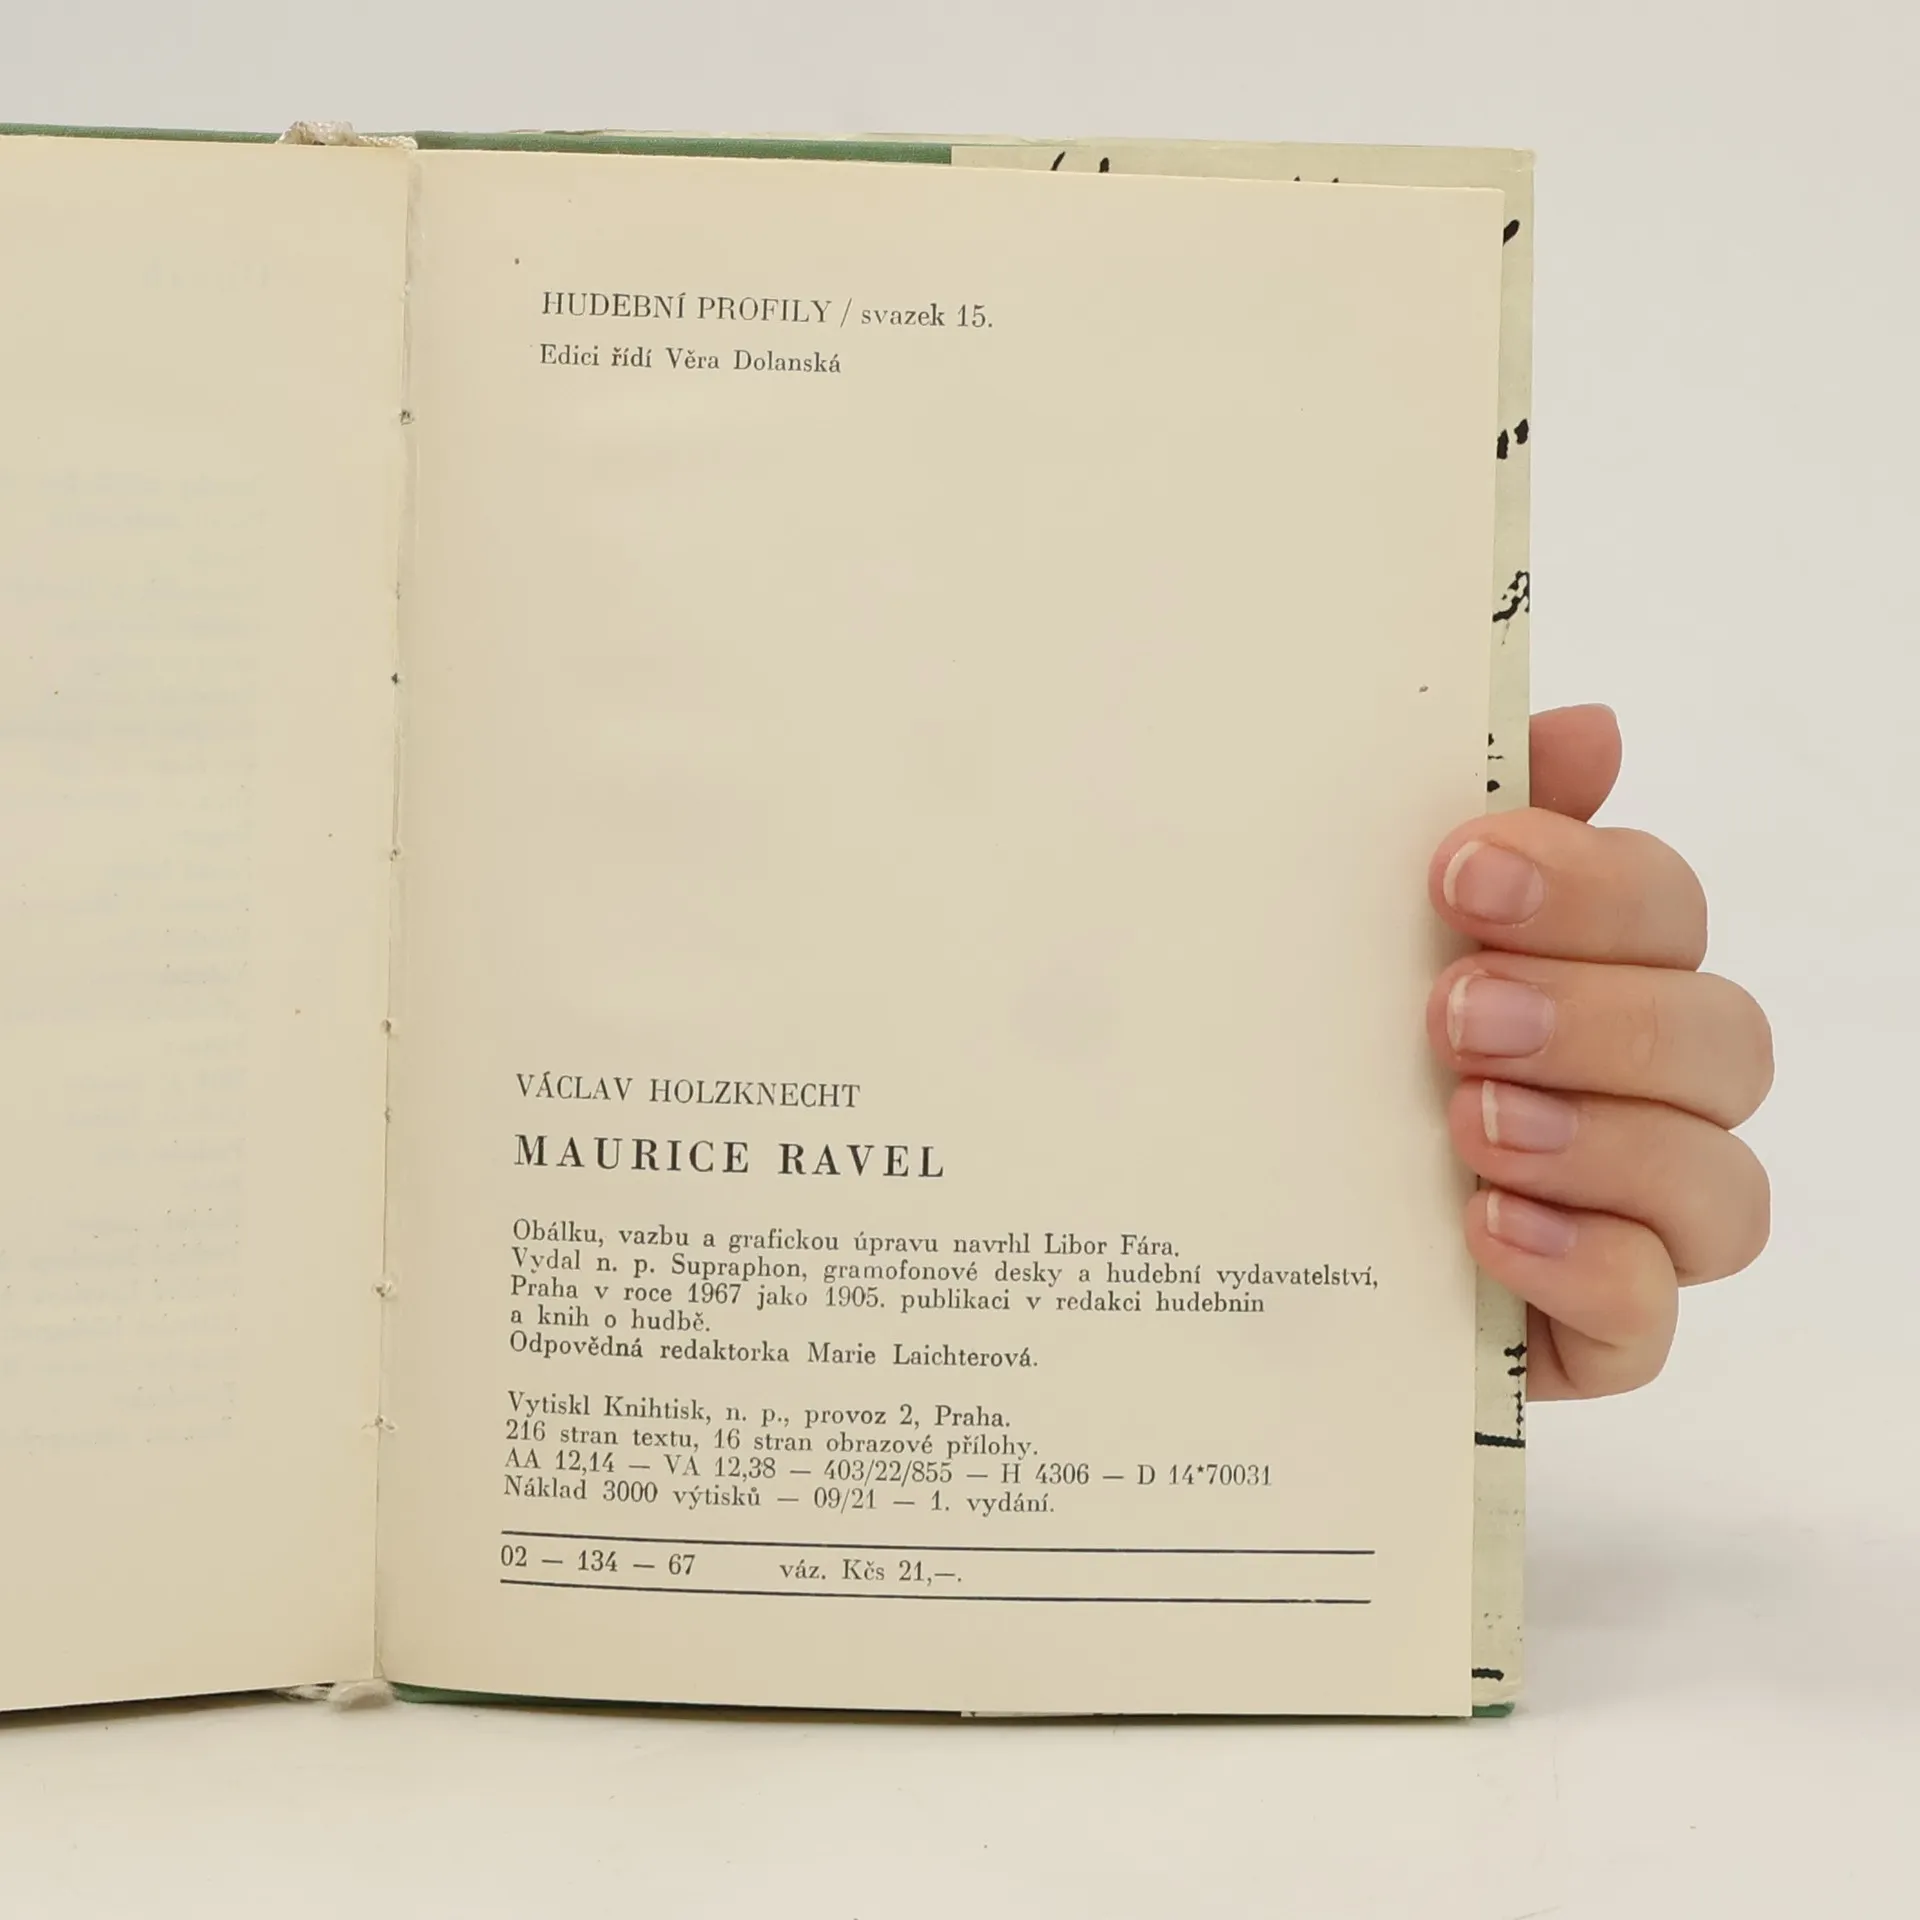 HUDEBNÍ PROFILY / svazek 15.
Edici řídí Věra Dolanská
VÁCLAV HOLZKNECHT
MAURICE RAVEL
Obálku, vazbu a grafickou úpravu navrhl Libor Fára.
Vydal n. p. Supraphon, gramofonové desky a hudební vydavatelství,
Praha v roce 1967 jako 1905. publikaci v redakci hudebnin
a knih o hudbě.
Odpovědná redaktorka Marie Laichterová.
Vytiskl Knihtisk, n. p., provoz 2, Praha.
216 stran textu, 16 stran obrazové přílohy.
AA 12,14 — VA 12,38 — 403/22/855 — H 4306 — D 14*70031
Náklad 3000 výtisků — 09/21 — 1. vydání.
02 — 134 — 67 váz. Kčs 21,—.